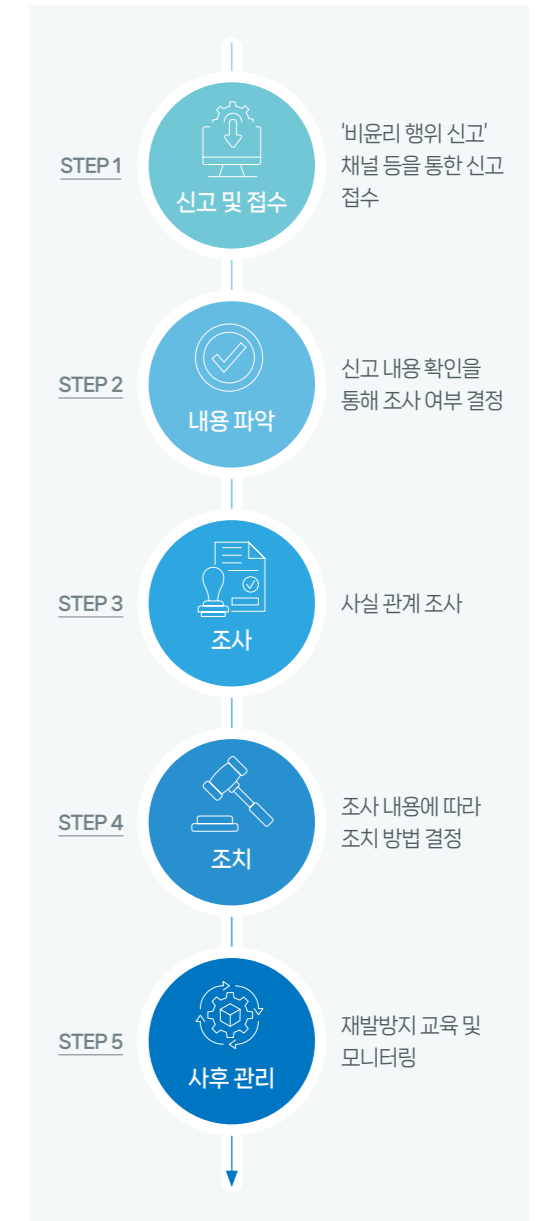 STEP 1
신고 및 접수
'비윤리 행위 신고'
채널 등을 통한 신고
접수
STEP 2
내용 파악
신고 내용 확인을
통해 조사 여부 결정
STEP 3
조사
사실 관계 조사
STEP 4
조치
조사 내용에 따라
조치 방법 결정
STEP 5
사후 관리
재발방지 교육 및
모니터링